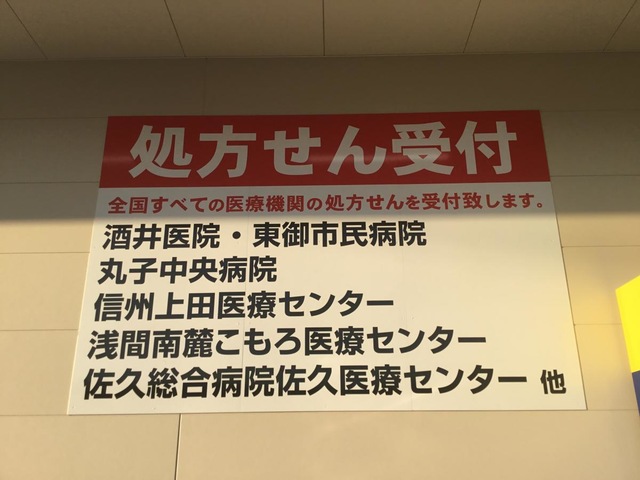 処方せん受付
全国すべての医療機関の処方せんを受付致します。
酒井医院・東御市民病院
丸子中央病院
信州上田医療センター
浅間南麓こもろ医療センター
佐久総合病院佐久医療センター 他